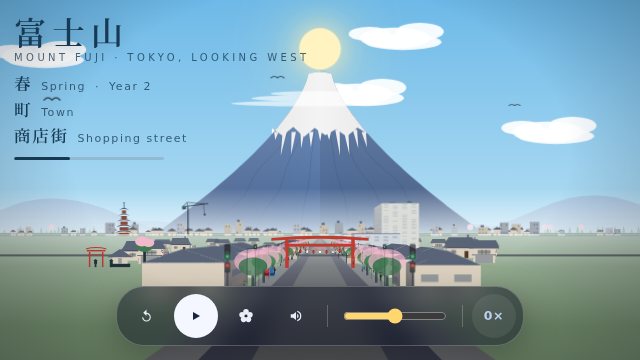 富士山
MOUNT FUJI · TOKYO, LOOKING WEST
春 Spring · Year 2
町 Town
商店街 Shopping street
0×